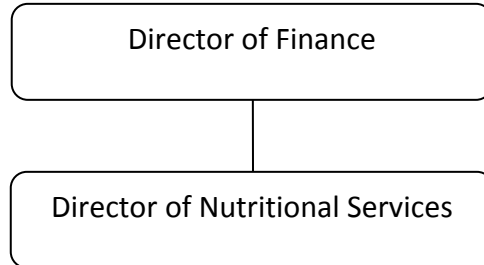 Director of Finance
Director of Nutritional Services